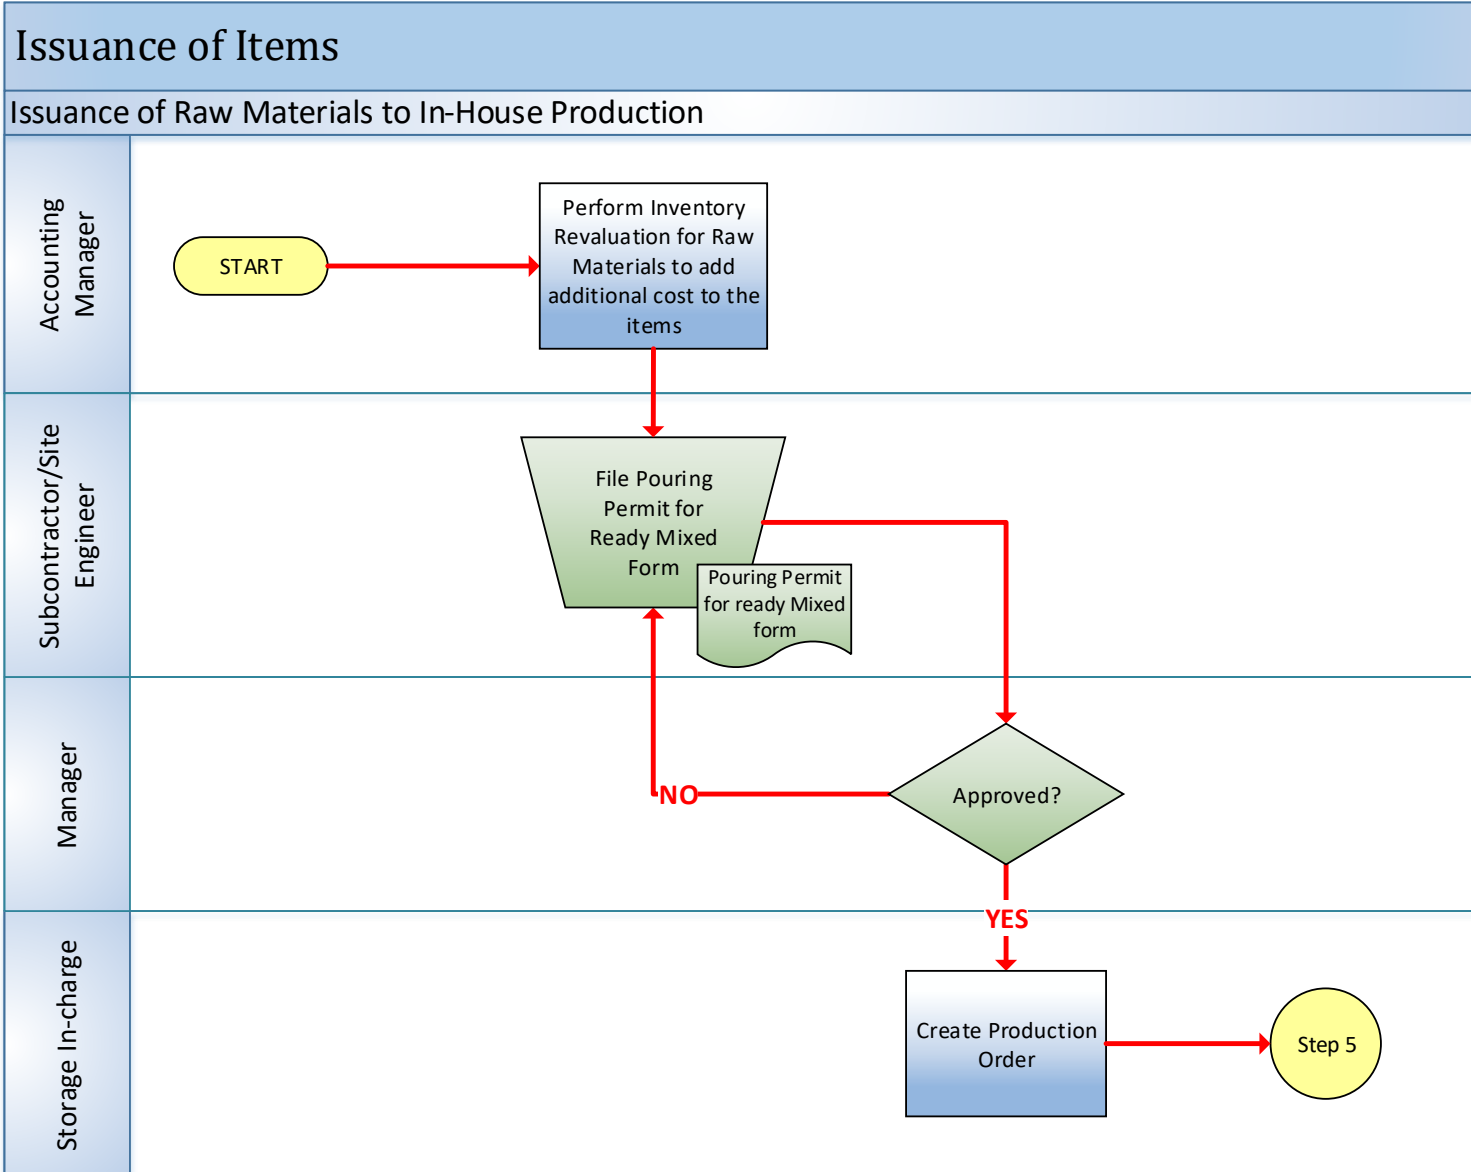 Issuance of Items
Issuance of Raw Materials to In-House Production
Accounting
Manager
START
Perform Inventory
Revaluation for Raw
Materials to add
additional cost to the
items
Subcontractor/Site
Engineer
File Pouring
Permit for
Ready Mixed
Form
Pouring Permit
for ready Mixed
form
Manager
Approved?
NO
YES
Storage In-charge
Create Production
Order
Step 5